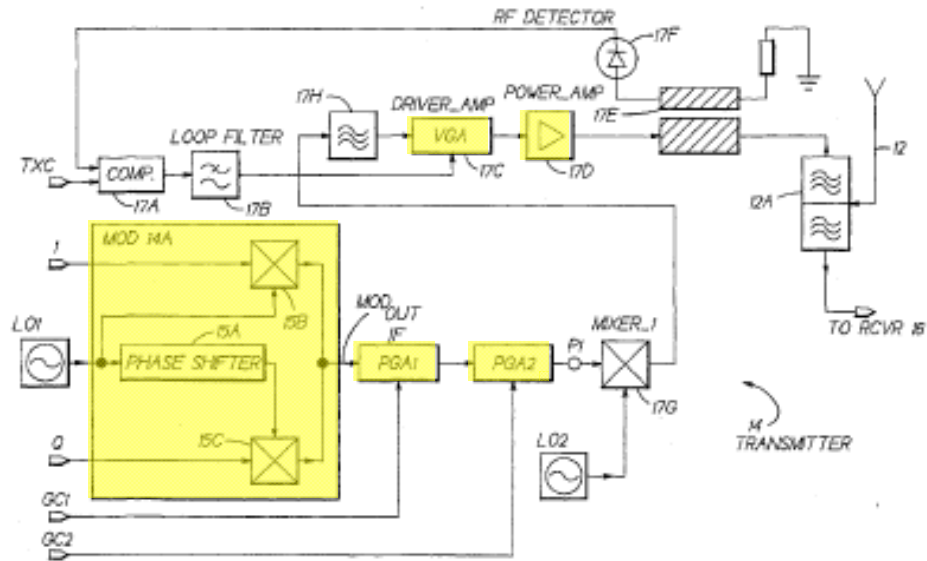 RF DETECTOR
17F
17H
DRIVER_AMP
POWER_AMP
17E
LOOP FILTER
VGA
12
TXC
COMP.
17C
17D
12A
17A
17B
MOD 14A
I
15B
MOD_OUT
IF
MIXER_1
TO RCVR 16
LO1
15A
PHASE SHIFTER
PGA1
PGA2
P1
17G
15C
Q
LO2
14
TRANSMITTER
GC1
GC2